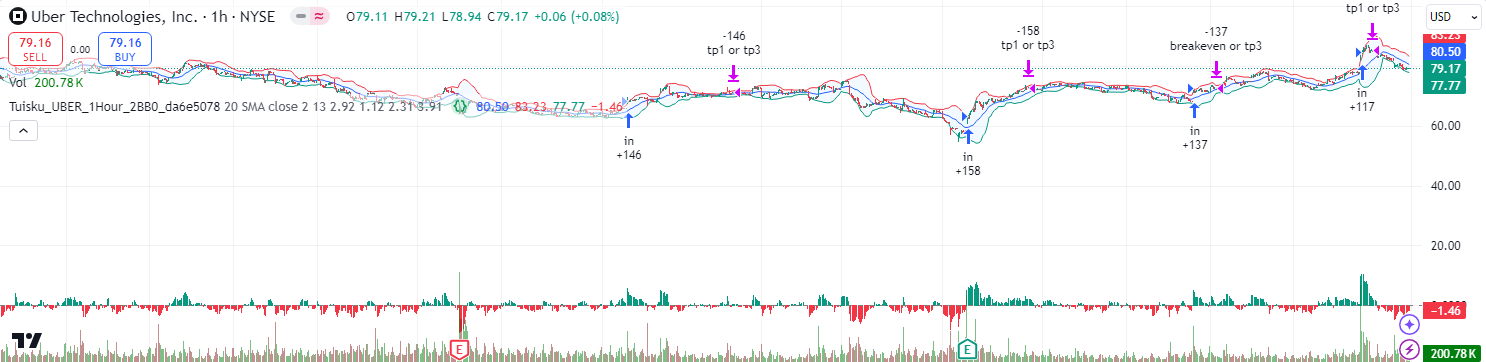 Uber Technologies, Inc. · 1h · NYSE O79.11 H79.21 L78.94 C79.17 +0.06 (+0.08%)
79.16 SELL
0.00
79.16 BUY
Vol 200.78 K
Tuisku_UBER_1Hour_2BB0_da6e5078 20 SMA close 2 13 2.92 1.12 2.31 3.91 80.50 83.23 77.77 −1.46
-146
tp1 or tp3
-158
tp1 or tp3
-137
breakeven or tp3
tp1 or tp3
in
+146
in
+158
in
+137
in
+117
USD
83.23
80.50
79.17
77.77
60.00
40.00
20.00
−1.46
200.78 K
E
E